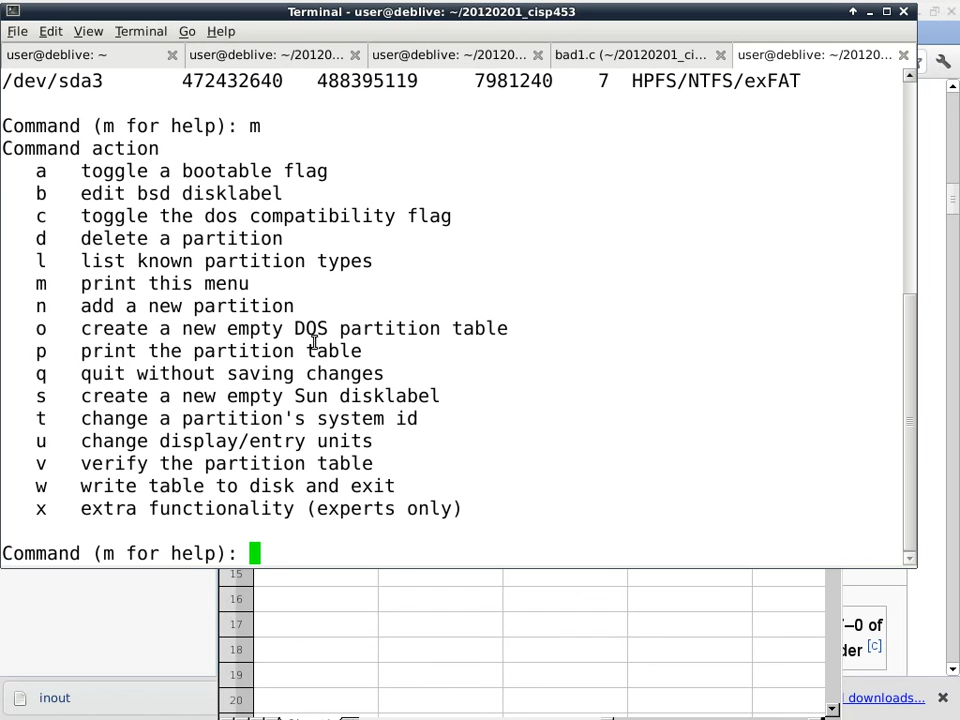 Terminal - user@deblive: ~/20120201_cisp453
File Edit View Terminal Go Help
user@deblive: ~ user@deblive: ~/20120... user@deblive: ~/20120... bad1.c (~/20120201_ci... user@deblive: ~/20120...
/dev/sda3 472432640 488395119 7981240 7 HPFS/NTFS/exFAT
Command (m for help): m
Command action
a toggle a bootable flag
b edit bsd disklabel
c toggle the dos compatibility flag
d delete a partition
l list known partition types
m print this menu
n add a new partition
o create a new empty DOS partition table
p print the partition table
q quit without saving changes
s create a new empty Sun disklabel
t change a partition's system id
u change display/entry units
v verify the partition table
w write table to disk and exit
x extra functionality (experts only)
Command (m for help):
15
16
17
18
19
20
–0 of
der [c]
inout
downloads...